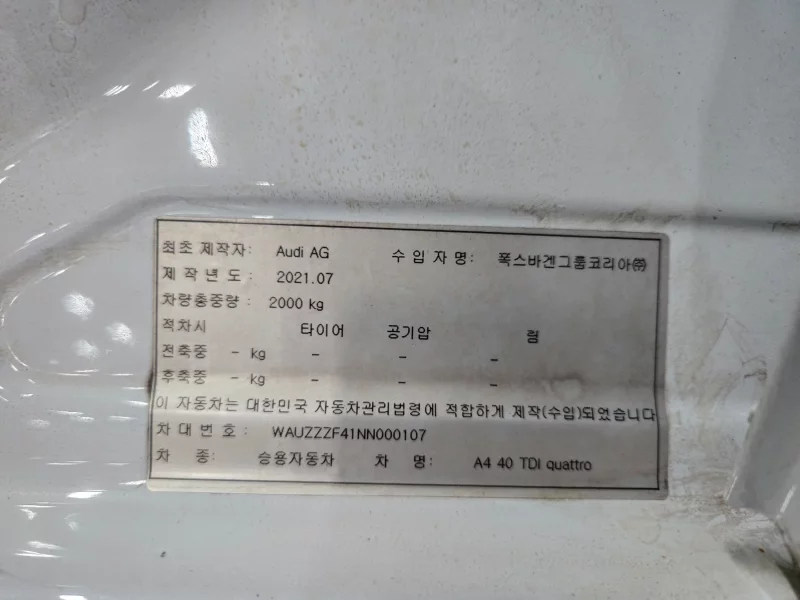 최초 제작자: Audi AG 수 입 자 명: 폭스바겐그룹코리아㈜
제 작 년 도 : 2021.07
차량총중량 : 2000 kg
적차시 타이어 공기압 림
전축중 - kg - - -
후축중 - kg - - -
이 자동차는 대한민국 자동차관리법령에 적합하게 제작(수입)되었습니다
차 대 번 호 : WAUZZZF41NN000107
차 종: 승용자동차 차 명: A4 40 TDI quattro